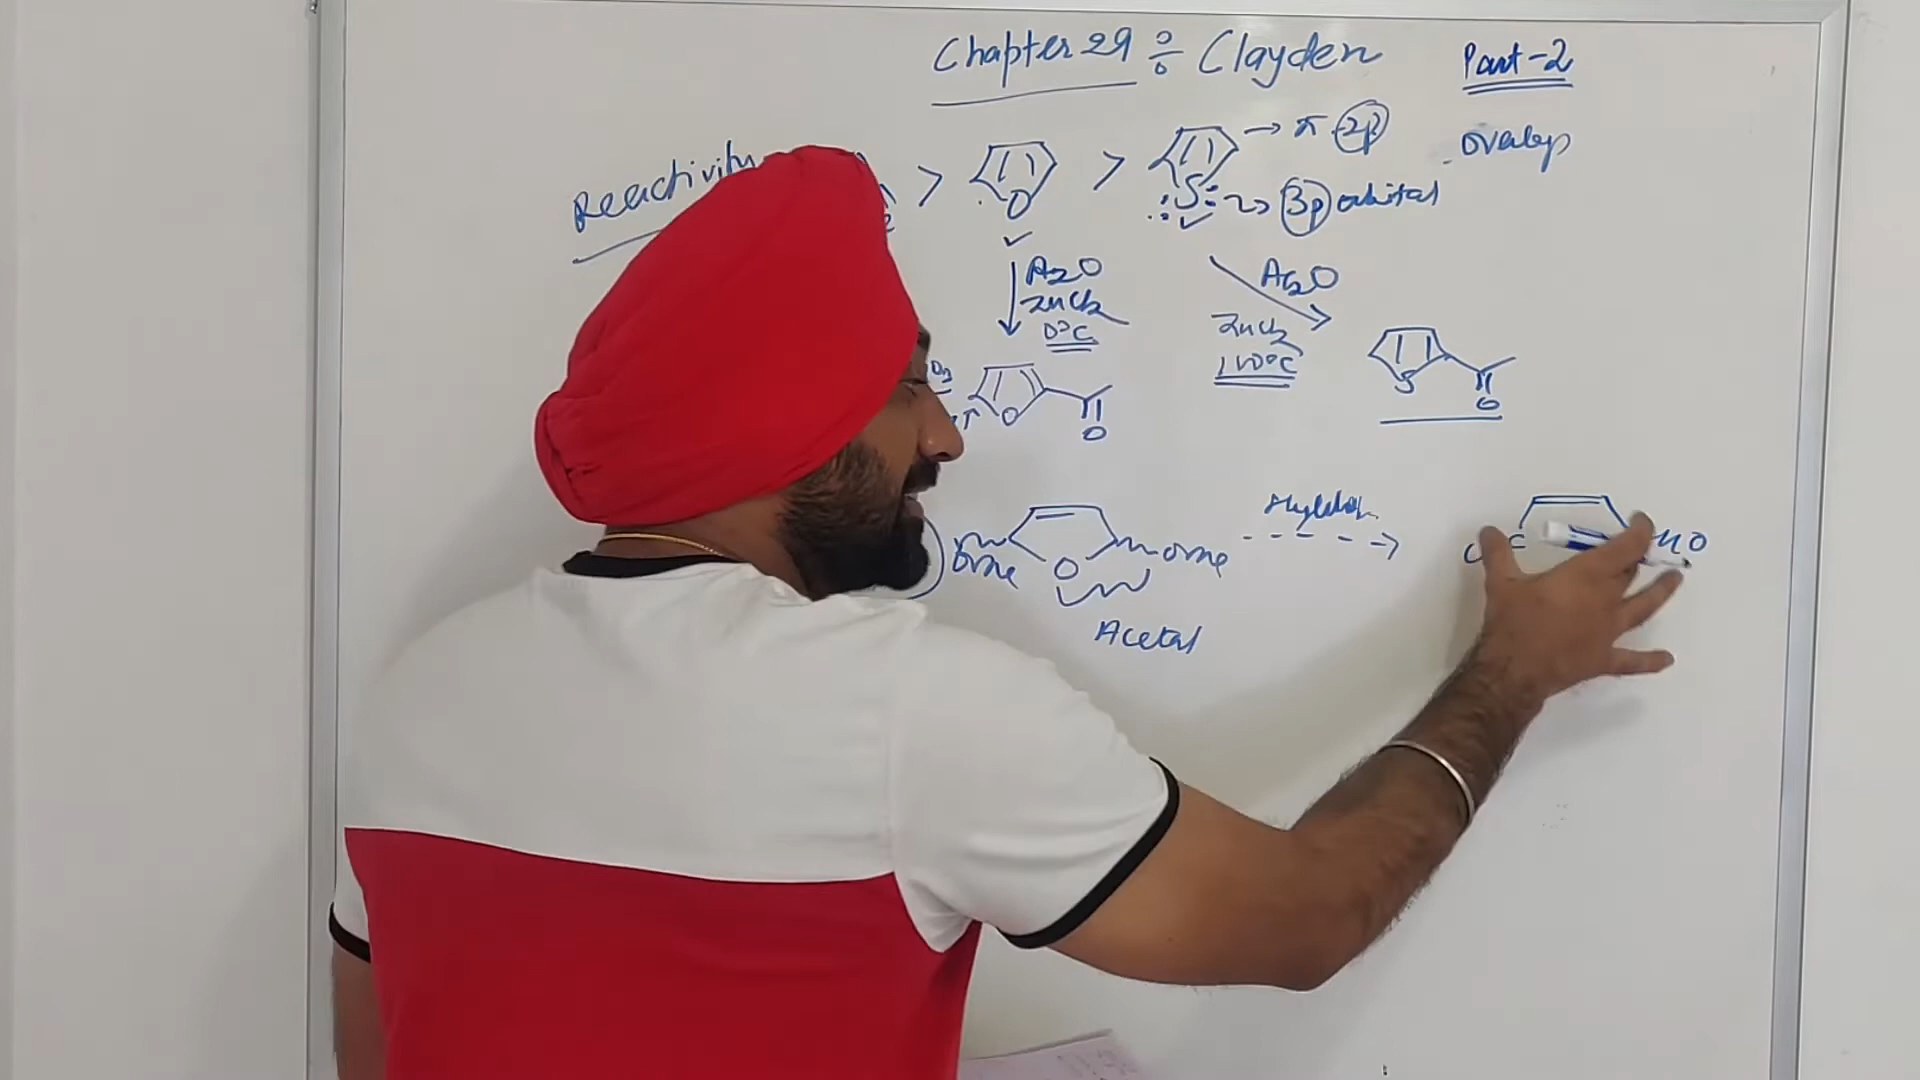 Chapter 29 ÷ Clayden Part-2
Reactivity > O > S → π 2p overlap
3p orbital
Ac2O
ZnCl2
0°C
Ac2O
ZnCl2
100°C
O
O
S
O
OMe O OMe
CHO
Acetal